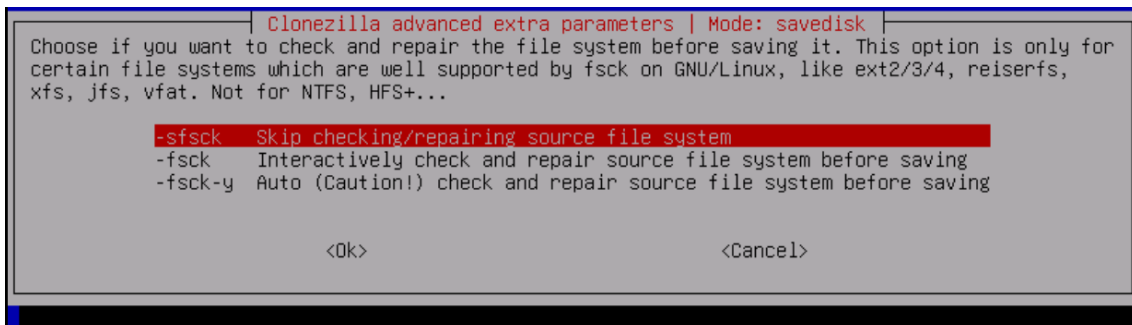 Clonezilla advanced extra parameters | Mode: savedisk
Choose if you want to check and repair the file system before saving it. This option is only for
certain file systems which are well supported by fsck on GNU/Linux, like ext2/3/4, reiserfs,
xfs, jfs, vfat. Not for NTFS, HFS+...
-sfsck Skip checking/repairing source file system
-fsck Interactively check and repair source file system before saving
-fsck-y Auto (Caution!) check and repair source file system before saving
<Ok> <Cancel>